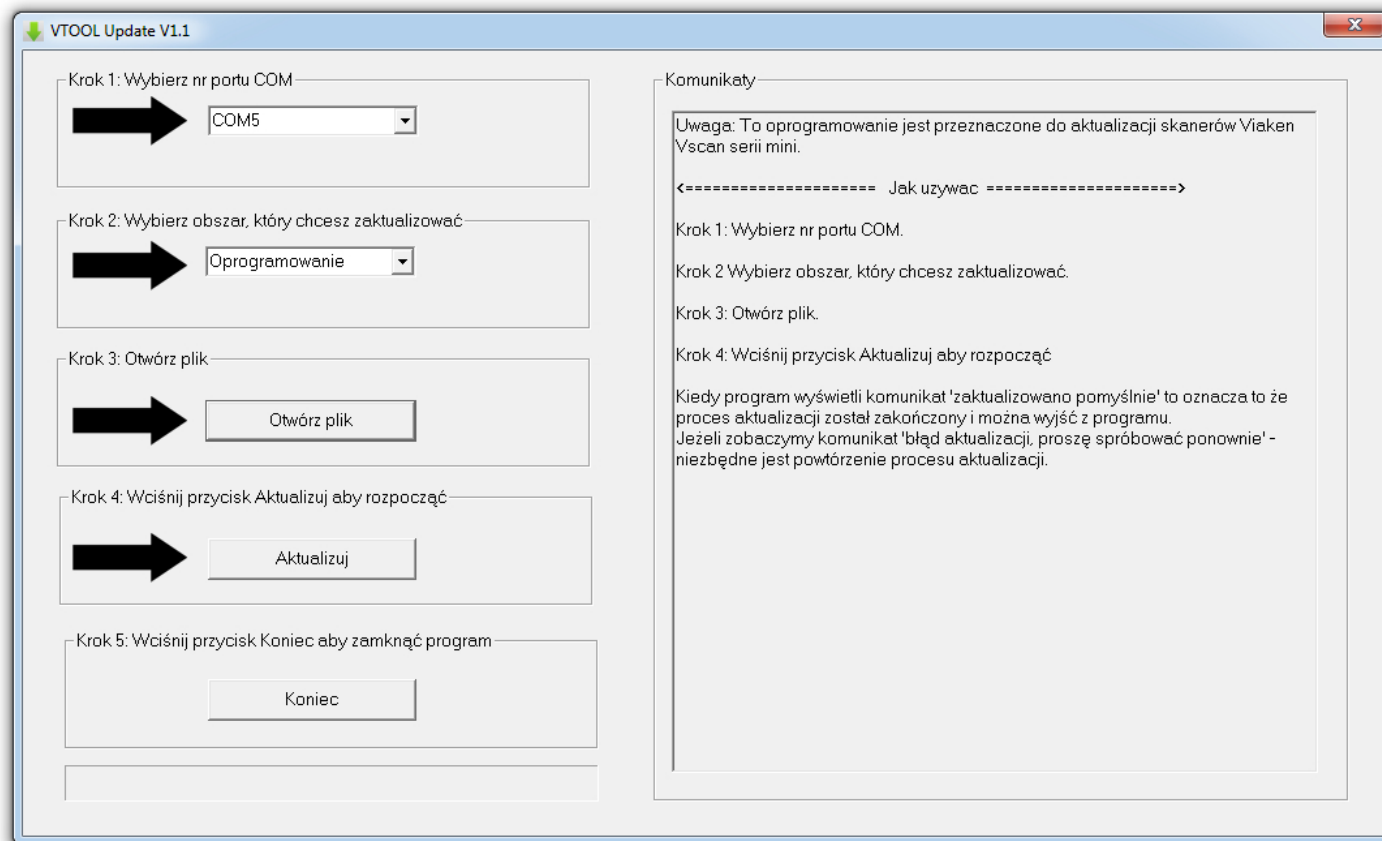 VTOOL Update V1.1
Krok 1: Wybierz nr portu COM
COM5
Krok 2: Wybierz obszar, który chcesz zaktualizować
Oprogramowanie
Krok 3: Otwórz plik
Otwórz plik
Krok 4: Wciśnij przycisk Aktualizuj aby rozpocząć
Aktualizuj
Krok 5: Wciśnij przycisk Koniec aby zamknąć program
Koniec
Komunikaty
Uwaga: To oprogramowanie jest przeznaczone do aktualizacji skanerów Viaken
Vscan serii mini.
<===================== Jak uzywac =====================>
Krok 1: Wybierz nr portu COM.
Krok 2 Wybierz obszar, który chcesz zaktualizować.
Krok 3: Otwórz plik.
Krok 4: Wciśnij przycisk Aktualizuj aby rozpocząć
Kiedy program wyświetli komunikat 'zaktualizowano pomyślnie' to oznacza to że
proces aktualizacji został zakończony i można wyjść z programu.
Jeżeli zobaczymy komunikat 'błąd aktualizacji, proszę spróbować ponownie' -
niezbędne jest powtórzenie procesu aktualizacji.